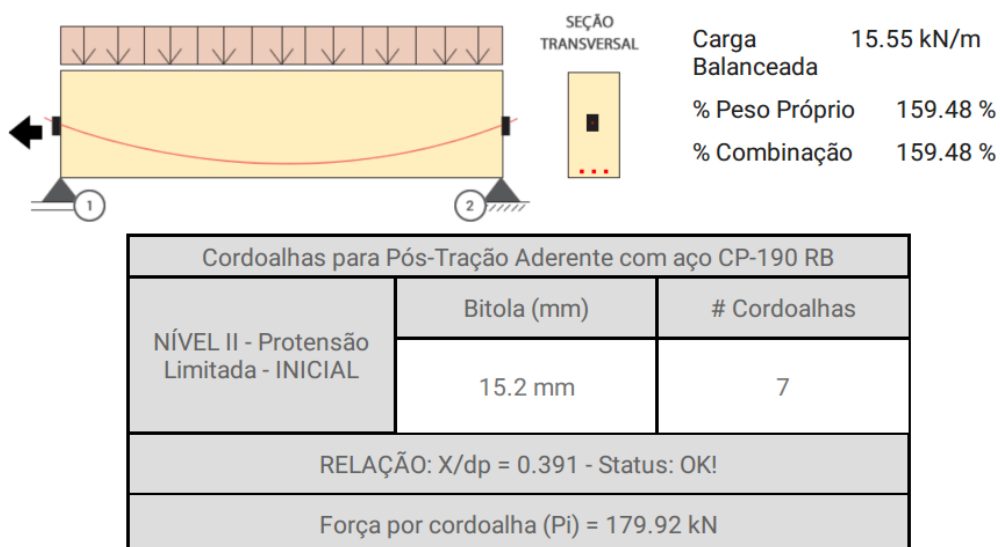 SEÇÃO
TRANSVERSAL
Carga 15.55 kN/m
Balanceada
% Peso Próprio 159.48 %
% Combinação 159.48 %
1
2
Cordoalhas para Pós-Tração Aderente com aço CP-190 RB
NÍVEL II - Protensão
Limitada - INICIAL
Bitola (mm)
# Cordoalhas
15.2 mm
7
RELAÇÃO: X/dp = 0.391 - Status: OK!
Força por cordoalha (Pi) = 179.92 kN